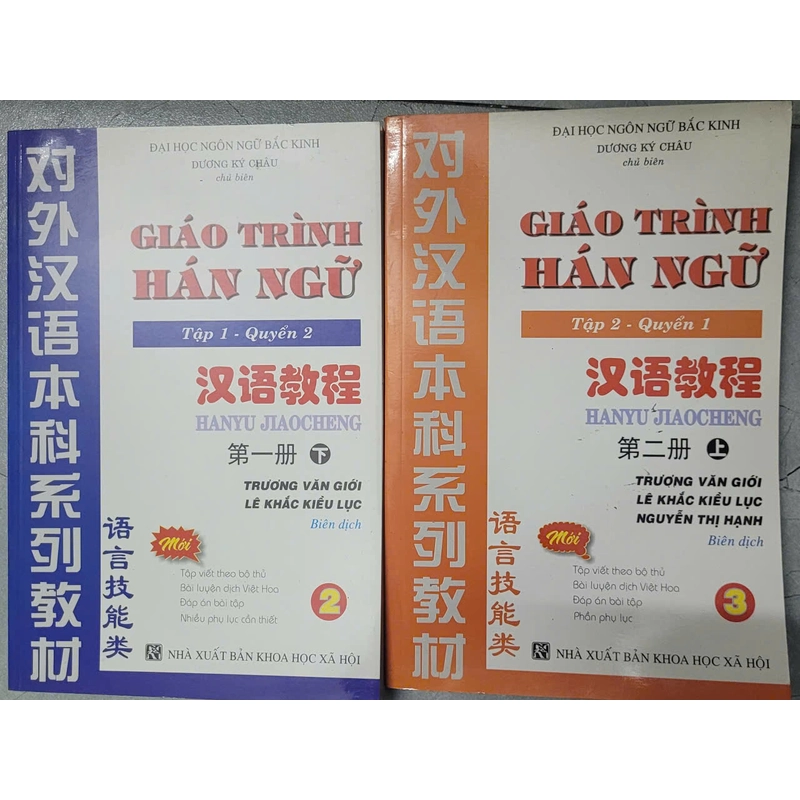 对外汉语本科系列教材
ĐẠI HỌC NGÔN NGỮ BẮC KINH
DƯƠNG KÝ CHÂU
chủ biên
GIÁO TRÌNH
HÁN NGỮ
Tập 1 - Quyển 2
汉语教程
HANYU JIAOCHENG
第一册 下
TRƯƠNG VĂN GIỚI
LÊ KHẮC KIỀU LỤC
Biên dịch
语言技能类
Mới
Tập viết theo bộ thủ
Bài luyện dịch Việt Hoa
Đáp án bài tập
Nhiều phụ lục cần thiết
2
NHÀ XUẤT BẢN KHOA HỌC XÃ HỘI
对外汉语本科系列教材
ĐẠI HỌC NGÔN NGỮ BẮC KINH
DƯƠNG KÝ CHÂU
chủ biên
GIÁO TRÌNH
HÁN NGỮ
Tập 2 - Quyển 1
汉语教程
HANYU JIAOCHENG
第二册 上
TRƯƠNG VĂN GIỚI
LÊ KHẮC KIỀU LỤC
NGUYỄN THỊ HẠNH
Biên dịch
语言技能类
Mới
Tập viết theo bộ thủ
Bài luyện dịch Việt Hoa
Đáp án bài tập
Phần phụ lục
3
NHÀ XUẤT BẢN KHOA HỌC XÃ HỘI